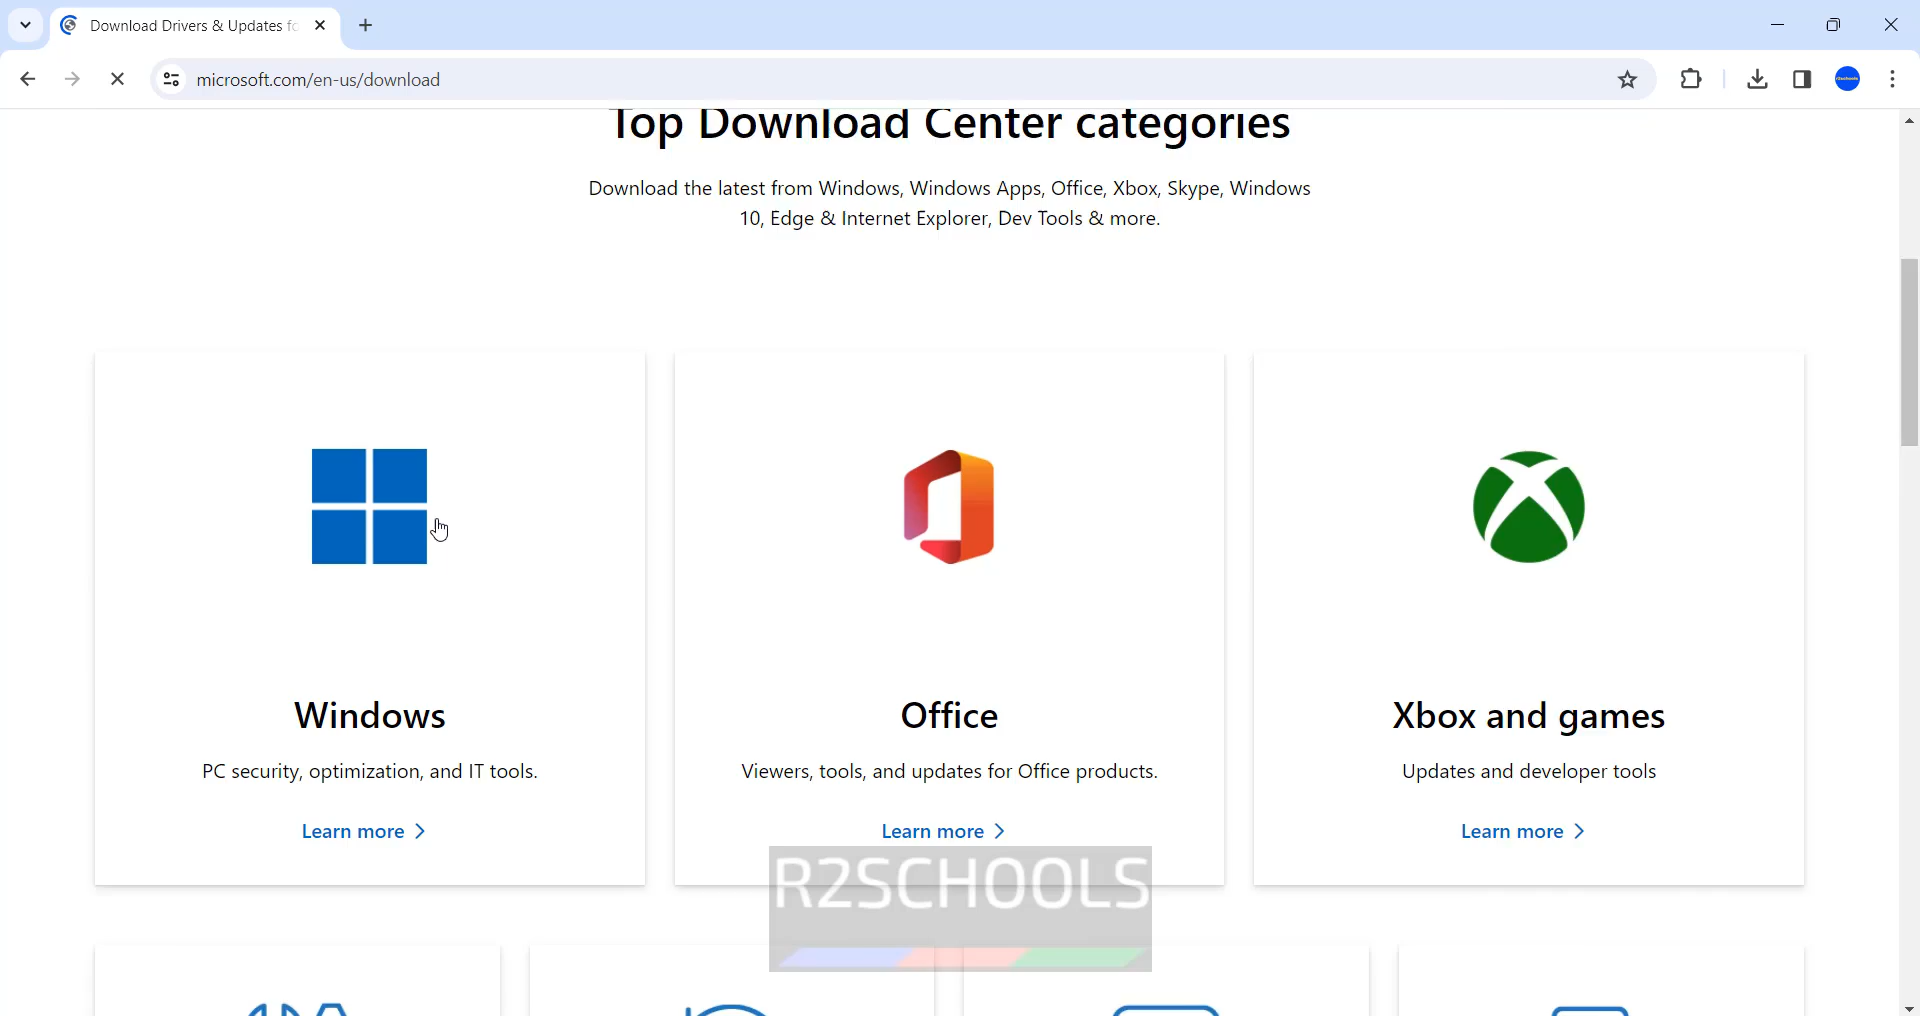 Download Drivers & Updates fo
microsoft.com/en-us/download
Top Download Center categories
Download the latest from Windows, Windows Apps, Office, Xbox, Skype, Windows
10, Edge & Internet Explorer, Dev Tools & more.
Windows
PC security, optimization, and IT tools.
Learn more
Office
Viewers, tools, and updates for Office products.
Learn more
Xbox and games
Updates and developer tools
Learn more
R2SCHOOLS